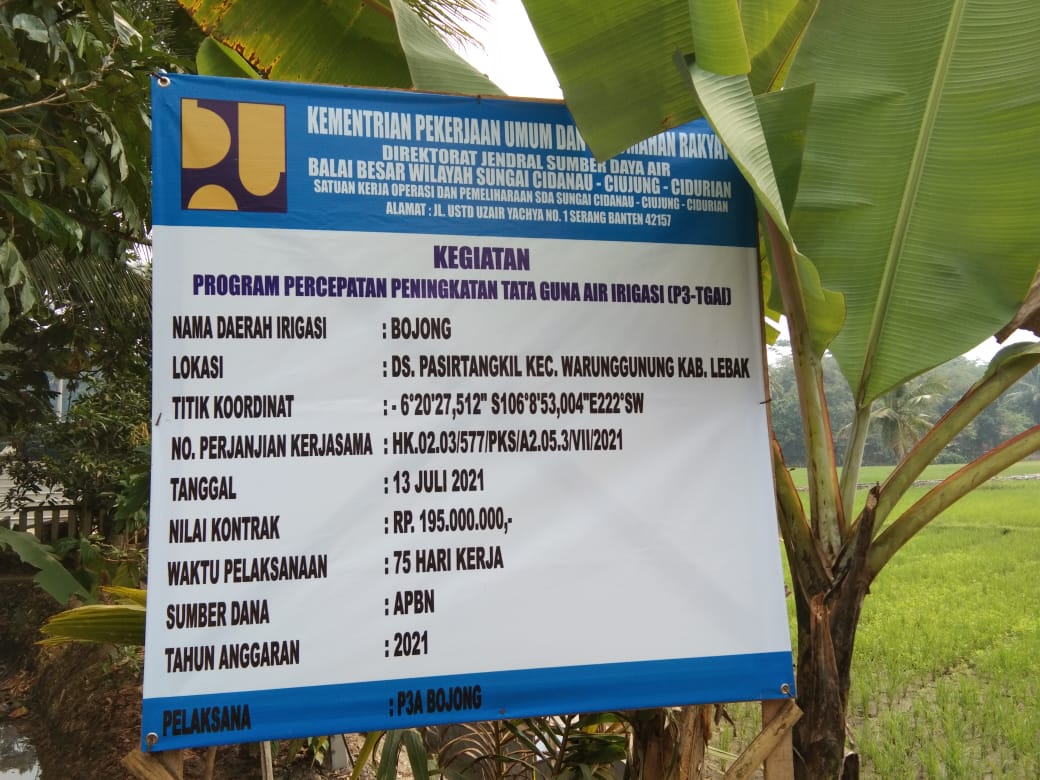 KEMENTRIAN PEKERJAAN UMUM DAN RAKYAT
DIREKTORAT JENDRAL SUMBER DAYA AIR
BALAI BESAR WILAYAH SUNGAI CIDANAU - CIUJUNG - CIDURIAN
SATUAN KERJA OPERASI DAN PEMELIHARAAN SDA SUNGAI CIDANAU - CIUJUNG - CIDURIAN
ALAMAT : JL. USTD UZAIR YACHYA NO. 1 SERANG BANTEN 42157
KEGIATAN
PROGRAM PERCEPATAN PENINGKATAN TATA GUNA AIR IRIGASI (P3-TGAI)
NAMA DAERAH IRIGASI : BOJONG
LOKASI : DS. PASIRTANGKIL KEC. WARUNGGUNUNG KAB. LEBAK
TITIK KOORDINAT : - 6°20'27,512" S106°8'53,004"E222°SW
NO. PERJANJIAN KERJASAMA : HK.02.03/577/PKS/A2.05.3/VII/2021
TANGGAL : 13 JULI 2021
NILAI KONTRAK : RP. 195.000.000,-
WAKTU PELAKSANAAN : 75 HARI KERJA
SUMBER DANA : APBN
TAHUN ANGGARAN : 2021
PELAKSANA : P3A BOJONG